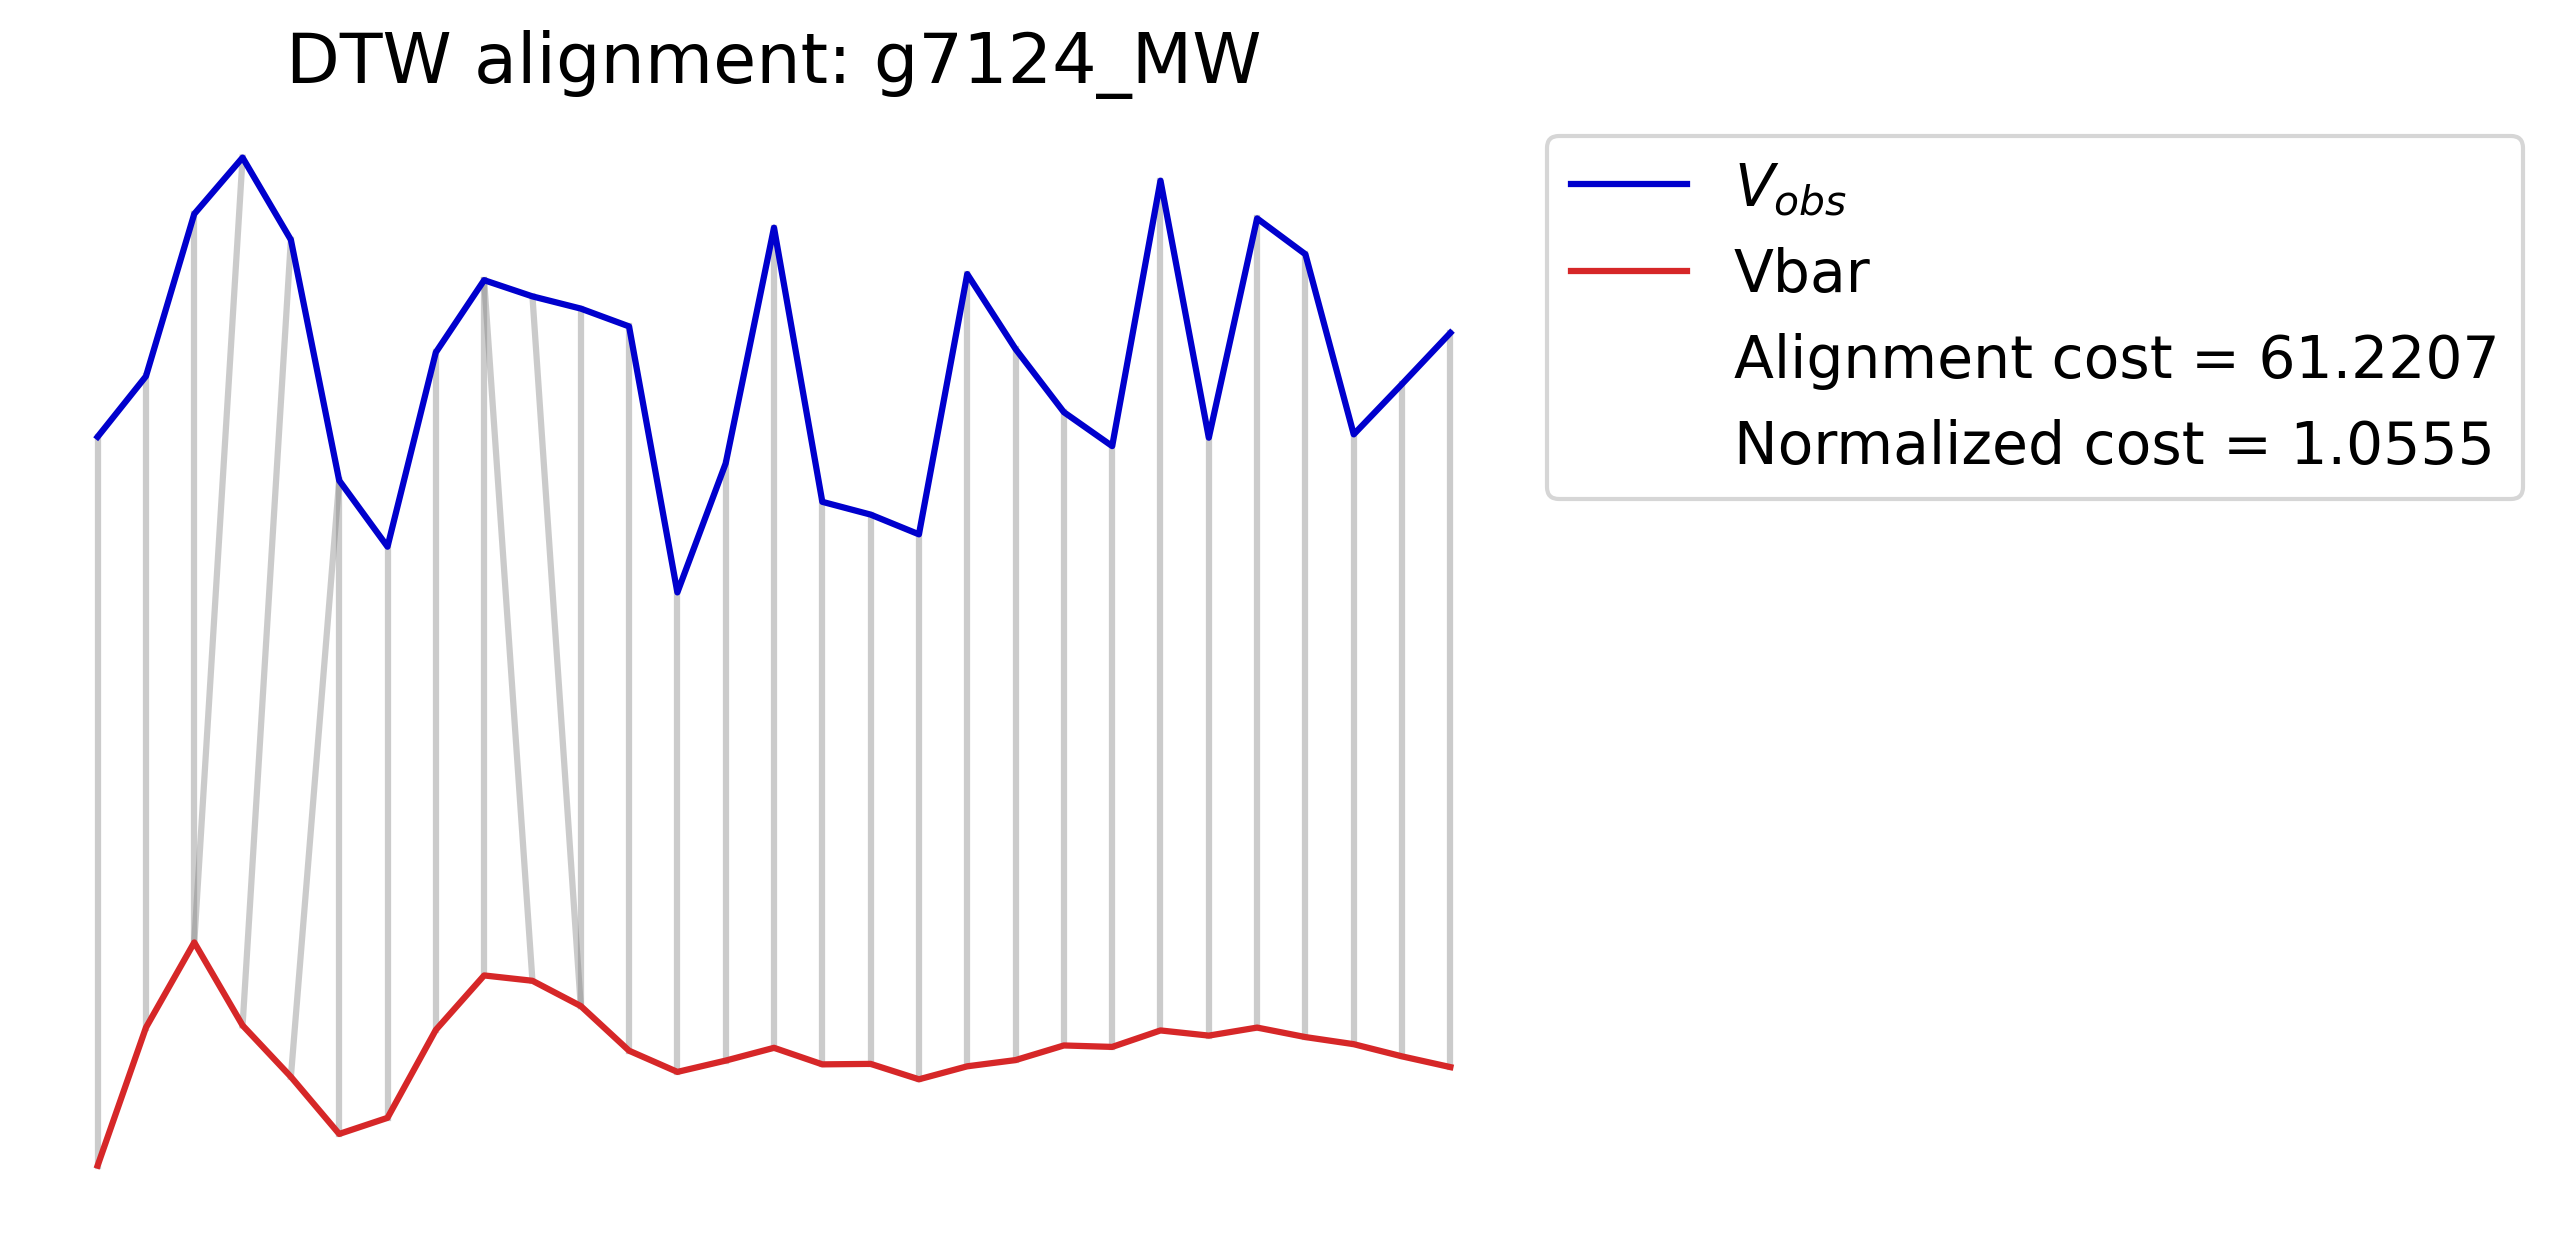 DTW alignment: g7124_MW
V_obs
Vbar
Alignment cost = 61.2207
Normalized cost = 1.0555